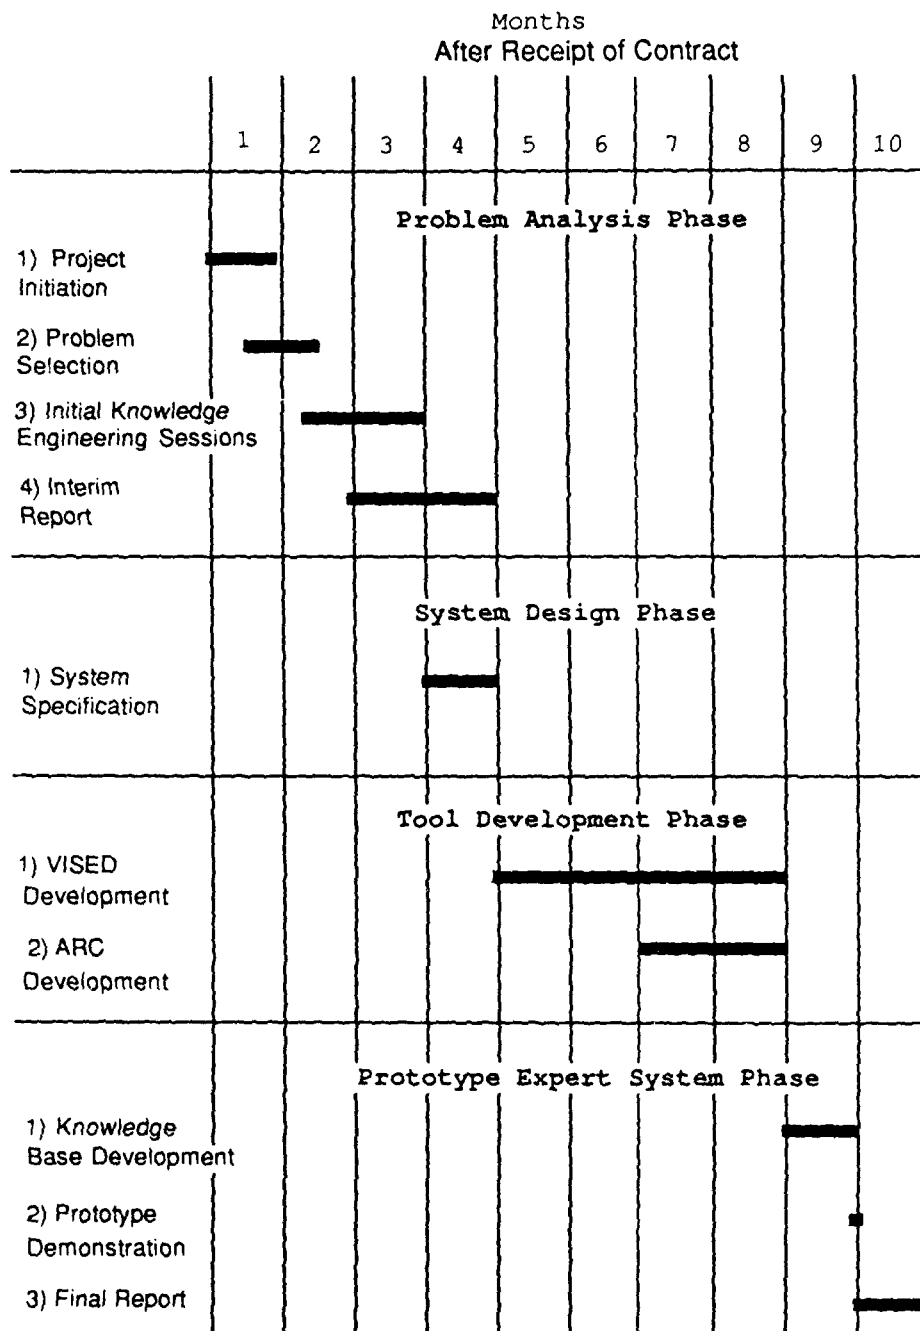 Months
After Receipt of Contract
1 2 3 4 5 6 7 8 9 10
Problem Analysis Phase
1) Project
Initiation
2) Problem
Selection
3) Initial Knowledge
Engineering Sessions
4) Interim
Report
System Design Phase
1) System
Specification
Tool Development Phase
1) VISED
Development
2) ARC
Development
Prototype Expert System Phase
1) Knowledge
Base Development
2) Prototype
Demonstration
3) Final Report